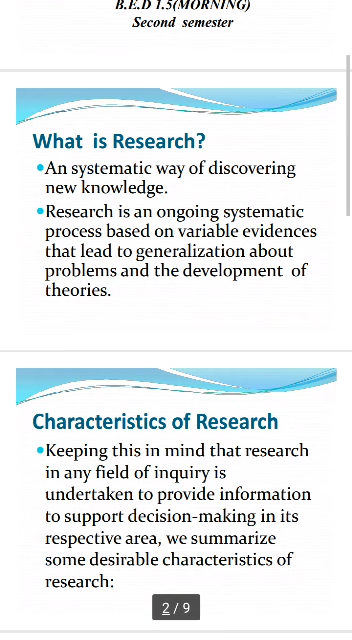 B.E.D 1.5(MORNING)
Second semester
What is Research?
•An systematic way of discovering
new knowledge.
•Research is an ongoing systematic
process based on variable evidences
that lead to generalization about
problems and the development of
theories.
Characteristics of Research
•Keeping this in mind that research
in any field of inquiry is
undertaken to provide information
to support decision-making in its
respective area, we summarize
some desirable characteristics of
research:
2 / 9